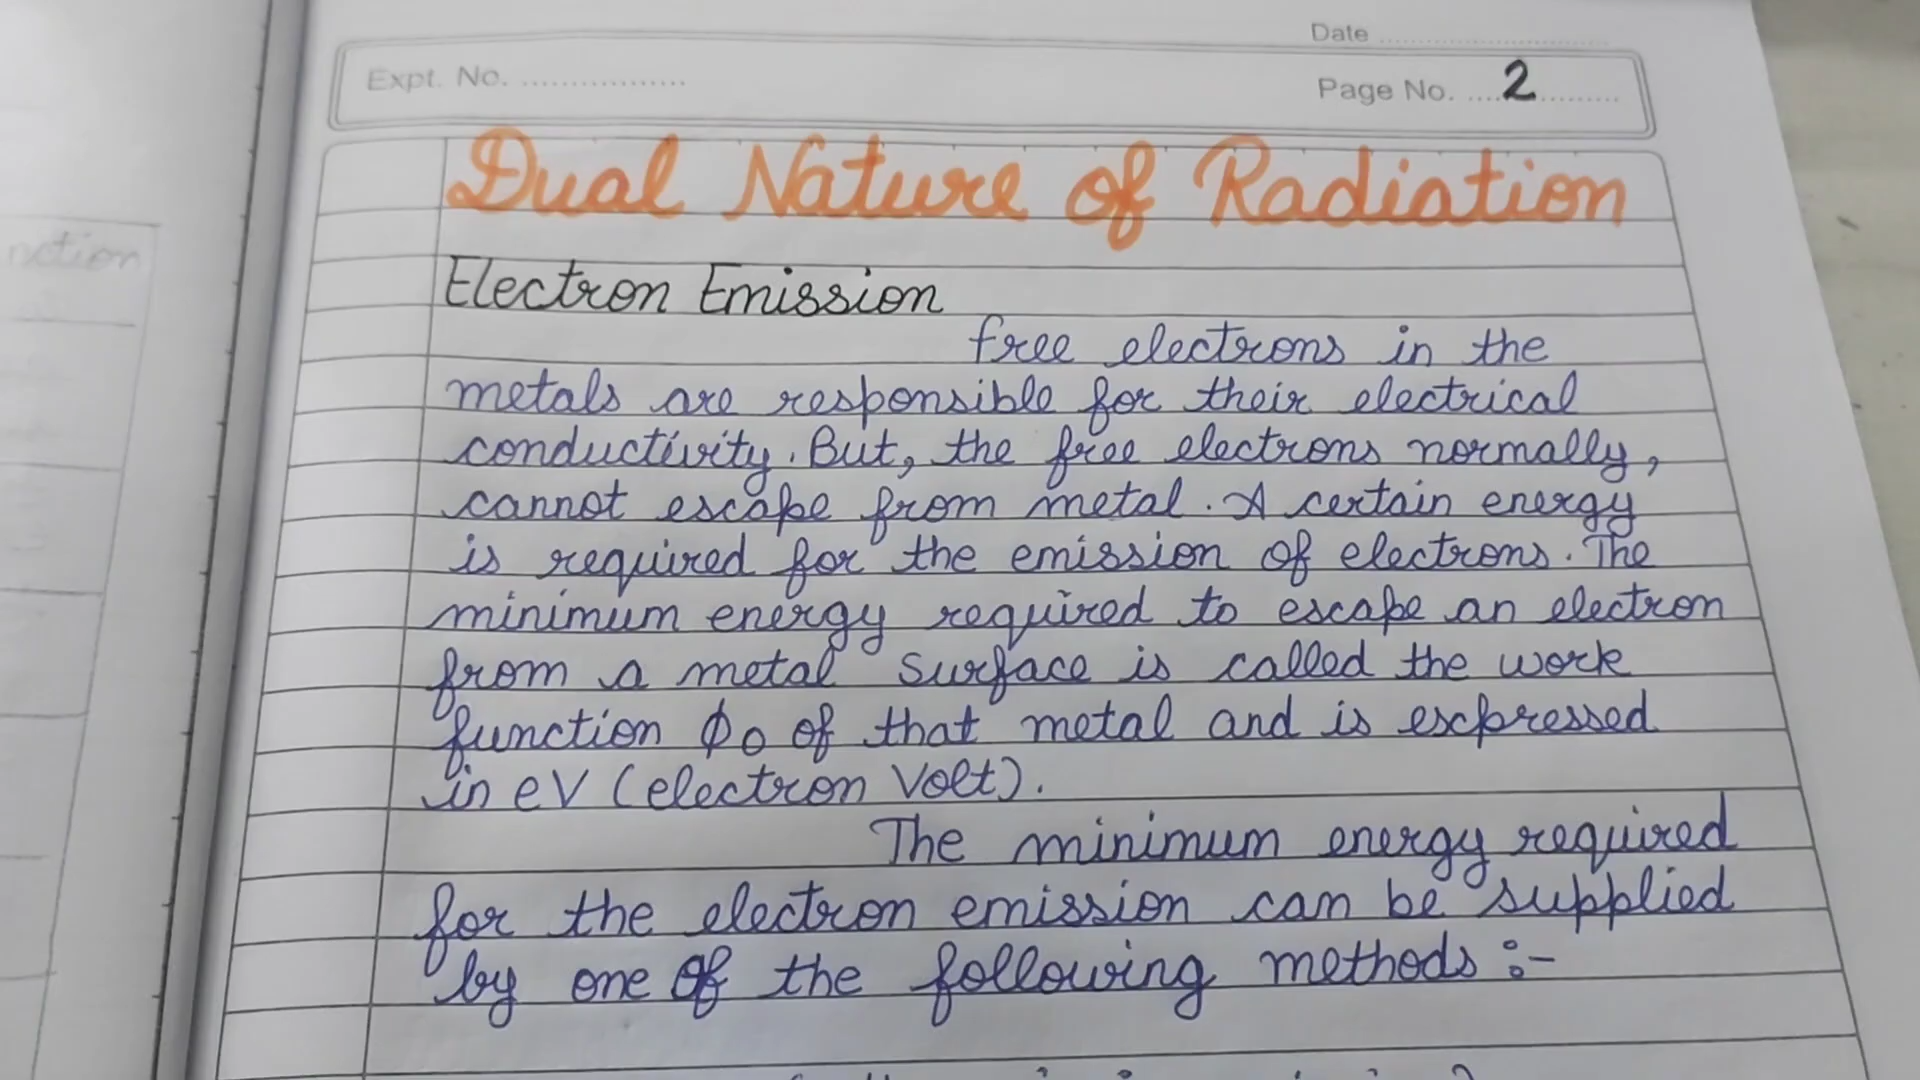 Date
Expt. No.
Page No. 2
Dual Nature of Radiation
Electron Emission
free electrons in the
metals are responsible for their electrical
conductivity. But, the free electrons normally,
cannot escape from metal. A certain energy
is required for the emission of electrons. The
minimum energy required to escape an electron
from a metal surface is called the work
function ϕ0 of that metal and is expressed
in eV (electron Volt).
The minimum energy required
for the electron emission can be supplied
by one of the following methods :-
nction